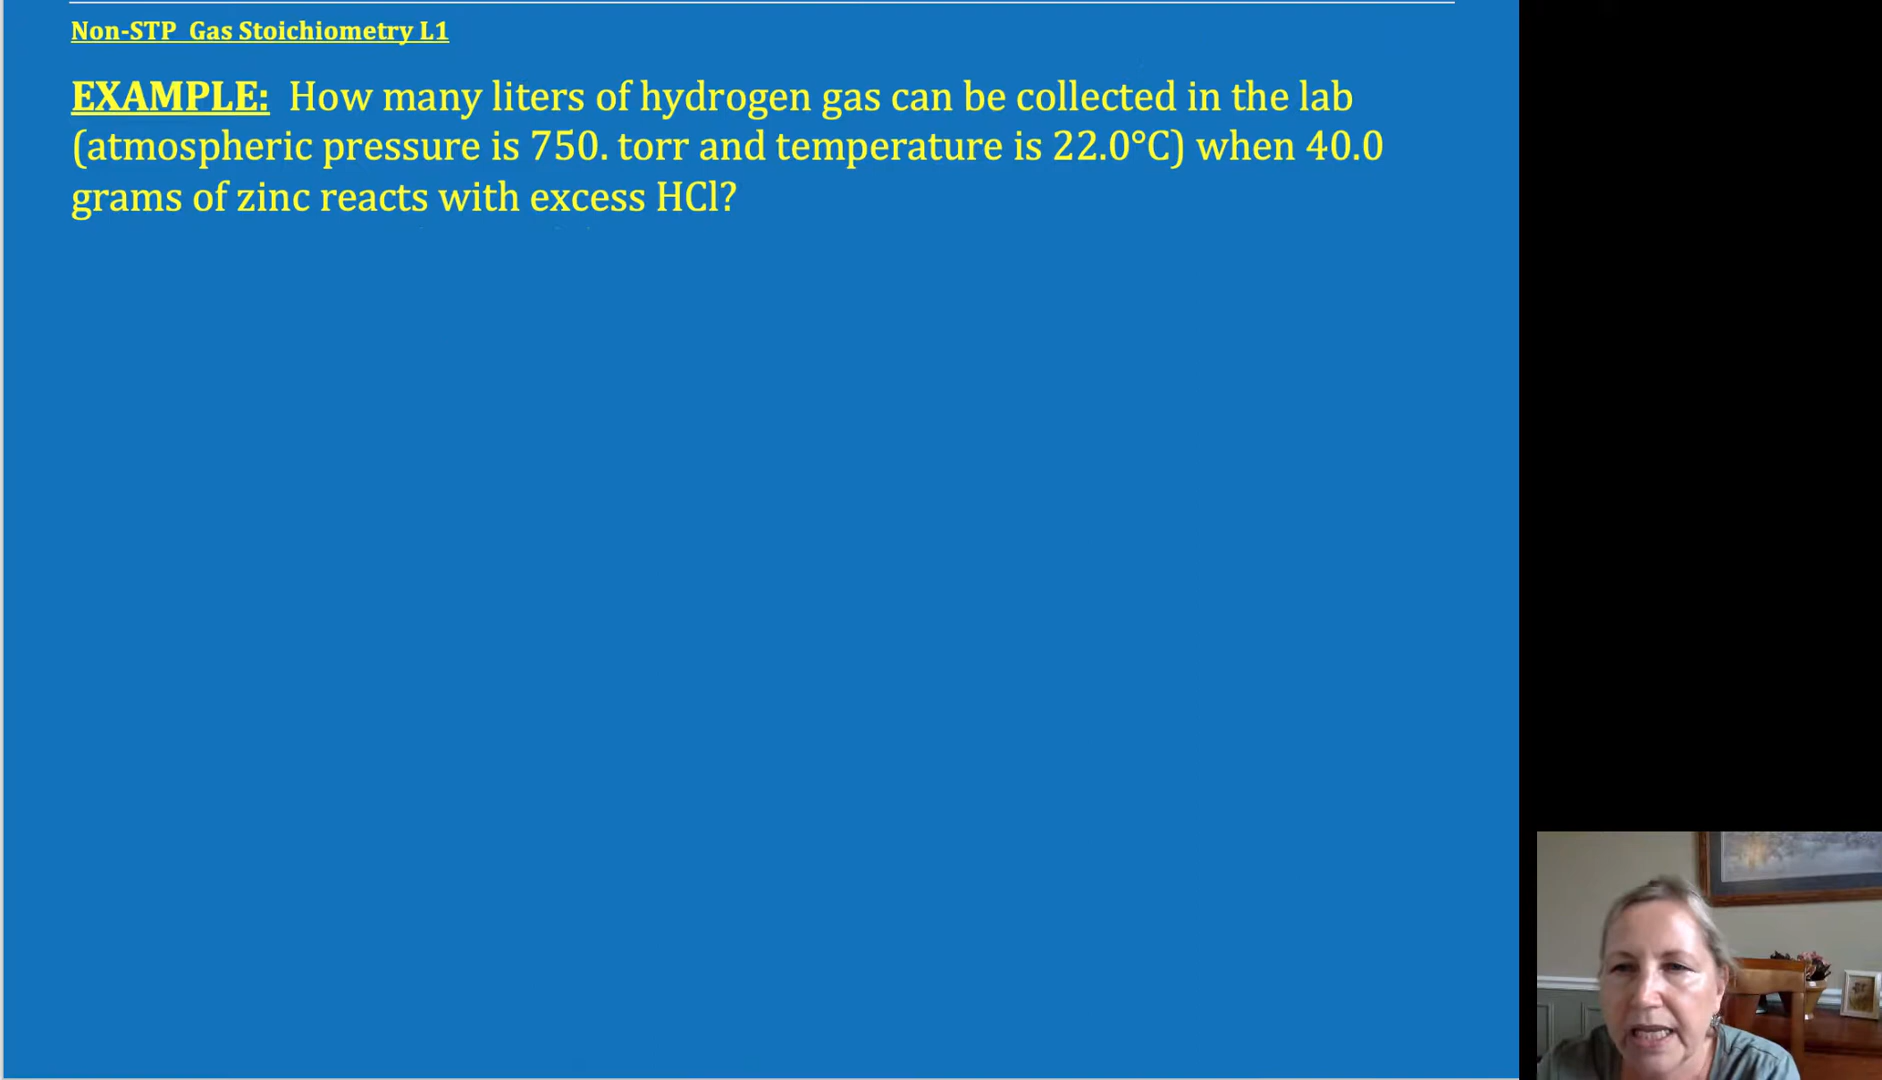 Non-STP  Gas Stoichiometry L1
EXAMPLE:  How many liters of hydrogen gas can be collected in the lab
(atmospheric pressure is 750. torr and temperature is 22.0°C) when 40.0
grams of zinc reacts with excess HCl?